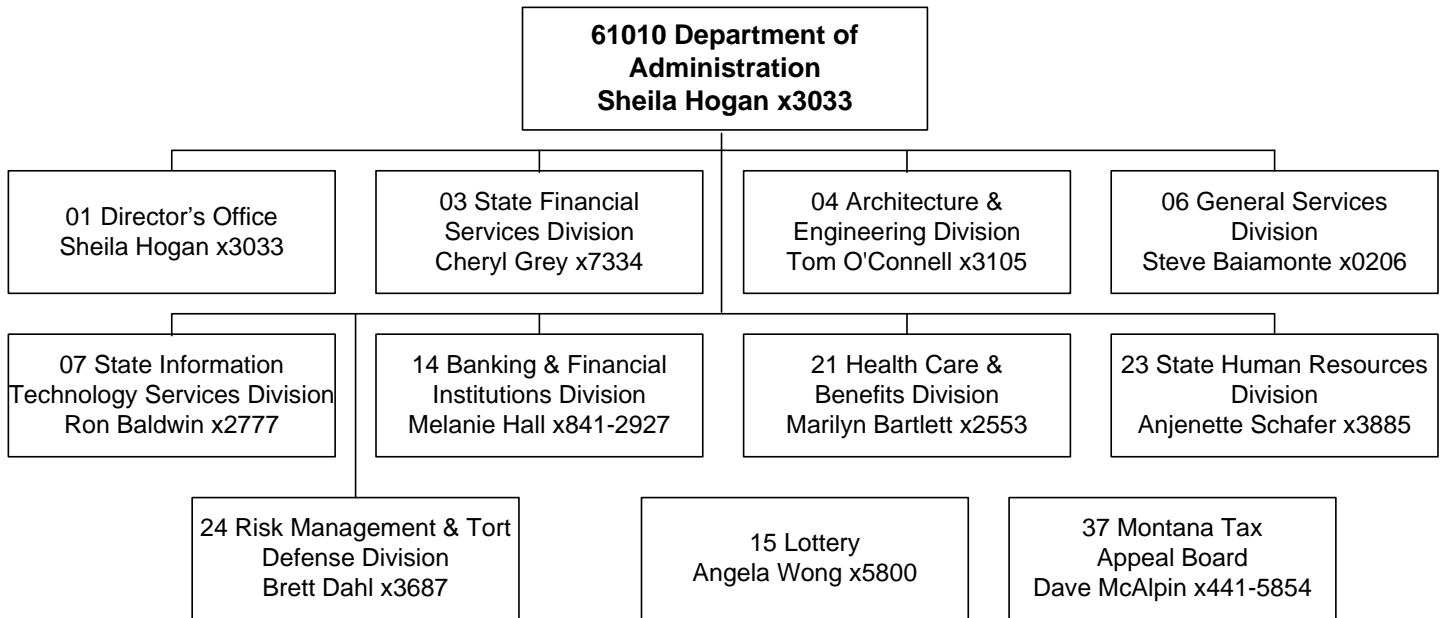 61010 Department of
Administration
Sheila Hogan x3033
01 Director’s Office
Sheila Hogan x3033
03 State Financial
Services Division
Cheryl Grey x7334
04 Architecture &
Engineering Division
Tom O'Connell x3105
06 General Services
Division
Steve Baiamonte x0206
07 State Information
Technology Services Division
Ron Baldwin x2777
14 Banking & Financial
Institutions Division
Melanie Hall x841-2927
21 Health Care &
Benefits Division
Marilyn Bartlett x2553
23 State Human Resources
Division
Anjenette Schafer x3885
24 Risk Management & Tort
Defense Division
Brett Dahl x3687
15 Lottery
Angela Wong x5800
37 Montana Tax
Appeal Board
Dave McAlpin x441-5854